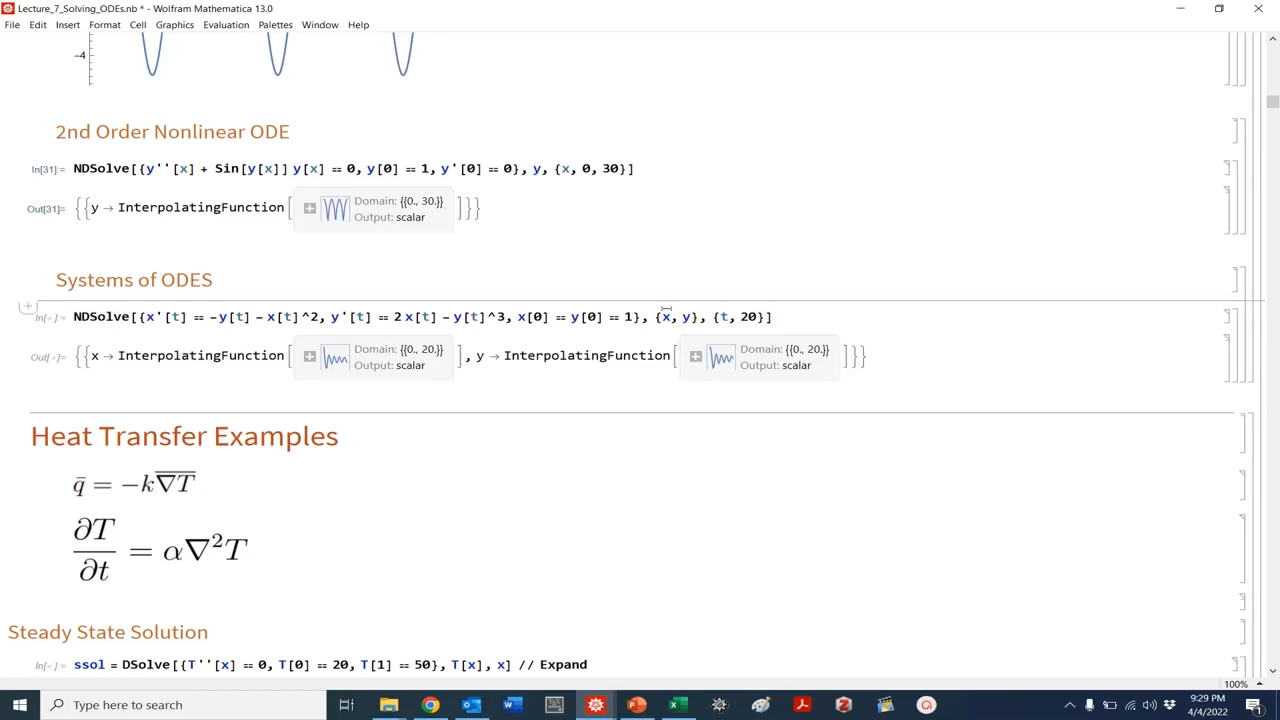 Lecture_7_Solving_ODEs.nb * - Wolfram Mathematica 13.0
File Edit Insert Format Cell Graphics Evaluation Palettes Window Help
-4
2nd Order Nonlinear ODE
In[31]:= NDSolve[{y''[x] + Sin[y[x]] y[x] == 0, y[0] == 1, y'[0] == 0}, y, {x, 0, 30}]
Out[31]= {{y → InterpolatingFunction[ Domain: {{0., 30.}} Output: scalar ]}}
Systems of ODES
In[◦]:= NDSolve[{x'[t] == -y[t] - x[t]^2, y'[t] == 2 x[t] - y[t]^3, x[0] == y[0] == 1}, {x, y}, {t, 20}]
Out[◦]= {{x → InterpolatingFunction[ Domain: {{0., 20.}} Output: scalar ], y → InterpolatingFunction[ Domain: {{0., 20.}} Output: scalar ]}}
Heat Transfer Examples
q̄ = −k∇T̅
∂T/∂t = α∇²T
Steady State Solution
In[◦]:= ssol = DSolve[{T''[x] == 0, T[0] == 20, T[1] == 50}, T[x], x] // Expand
100%
Type here to search
9:29 PM
4/4/2022